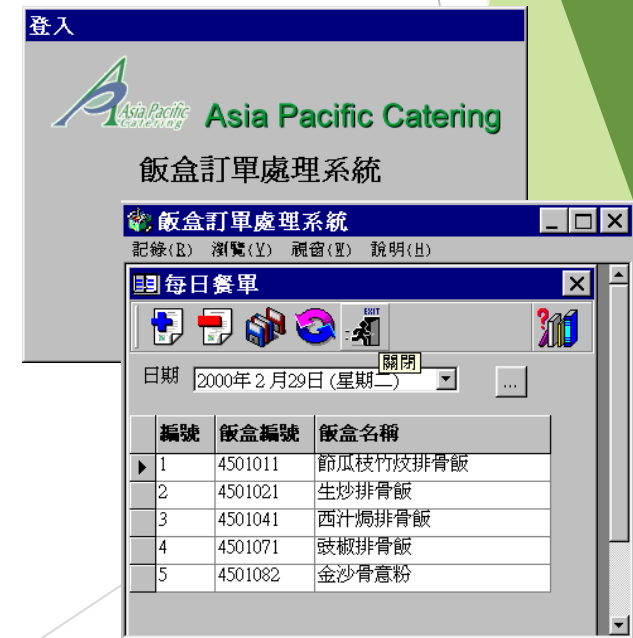 登入
Asia Pacific
Catering
Asia Pacific Catering
飯盒訂單處理系統
飯盒訂單處理系統
記錄(R) 瀏覽(V) 視窗(W) 說明(H)
每日餐單
EXIT
關閉
日期 2000年 2 月29日 (星期二) ...
編號 飯盒編號 飯盒名稱
1 4501011 節瓜枝竹炆排骨飯
2 4501021 生炒排骨飯
3 4501041 西汁焗排骨飯
4 4501071 豉椒排骨飯
5 4501082 金沙骨意粉